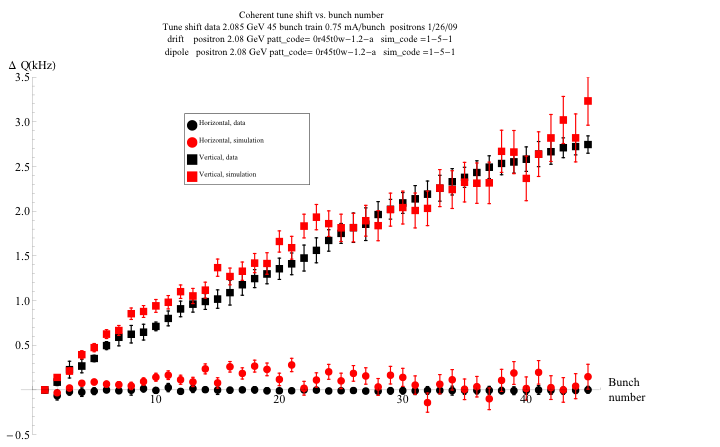 Coherent tune shift vs. bunch number
Tune shift data 2.085 GeV 45 bunch train 0.75 mA/bunch positrons 1/26/09
drift positron 2.08 GeV patt_code= 0r45t0w−1.2−a sim_code =1−5−1
dipole positron 2.08 GeV patt_code= 0r45t0w−1.2−a sim_code =1−5−1
Δ Q(kHz)
3.5
3.0
2.5
2.0
1.5
1.0
0.5
−0.5
Horizontal, data
Horizontal, simulation
Vertical, data
Vertical, simulation
10
20
30
40
Bunch
number